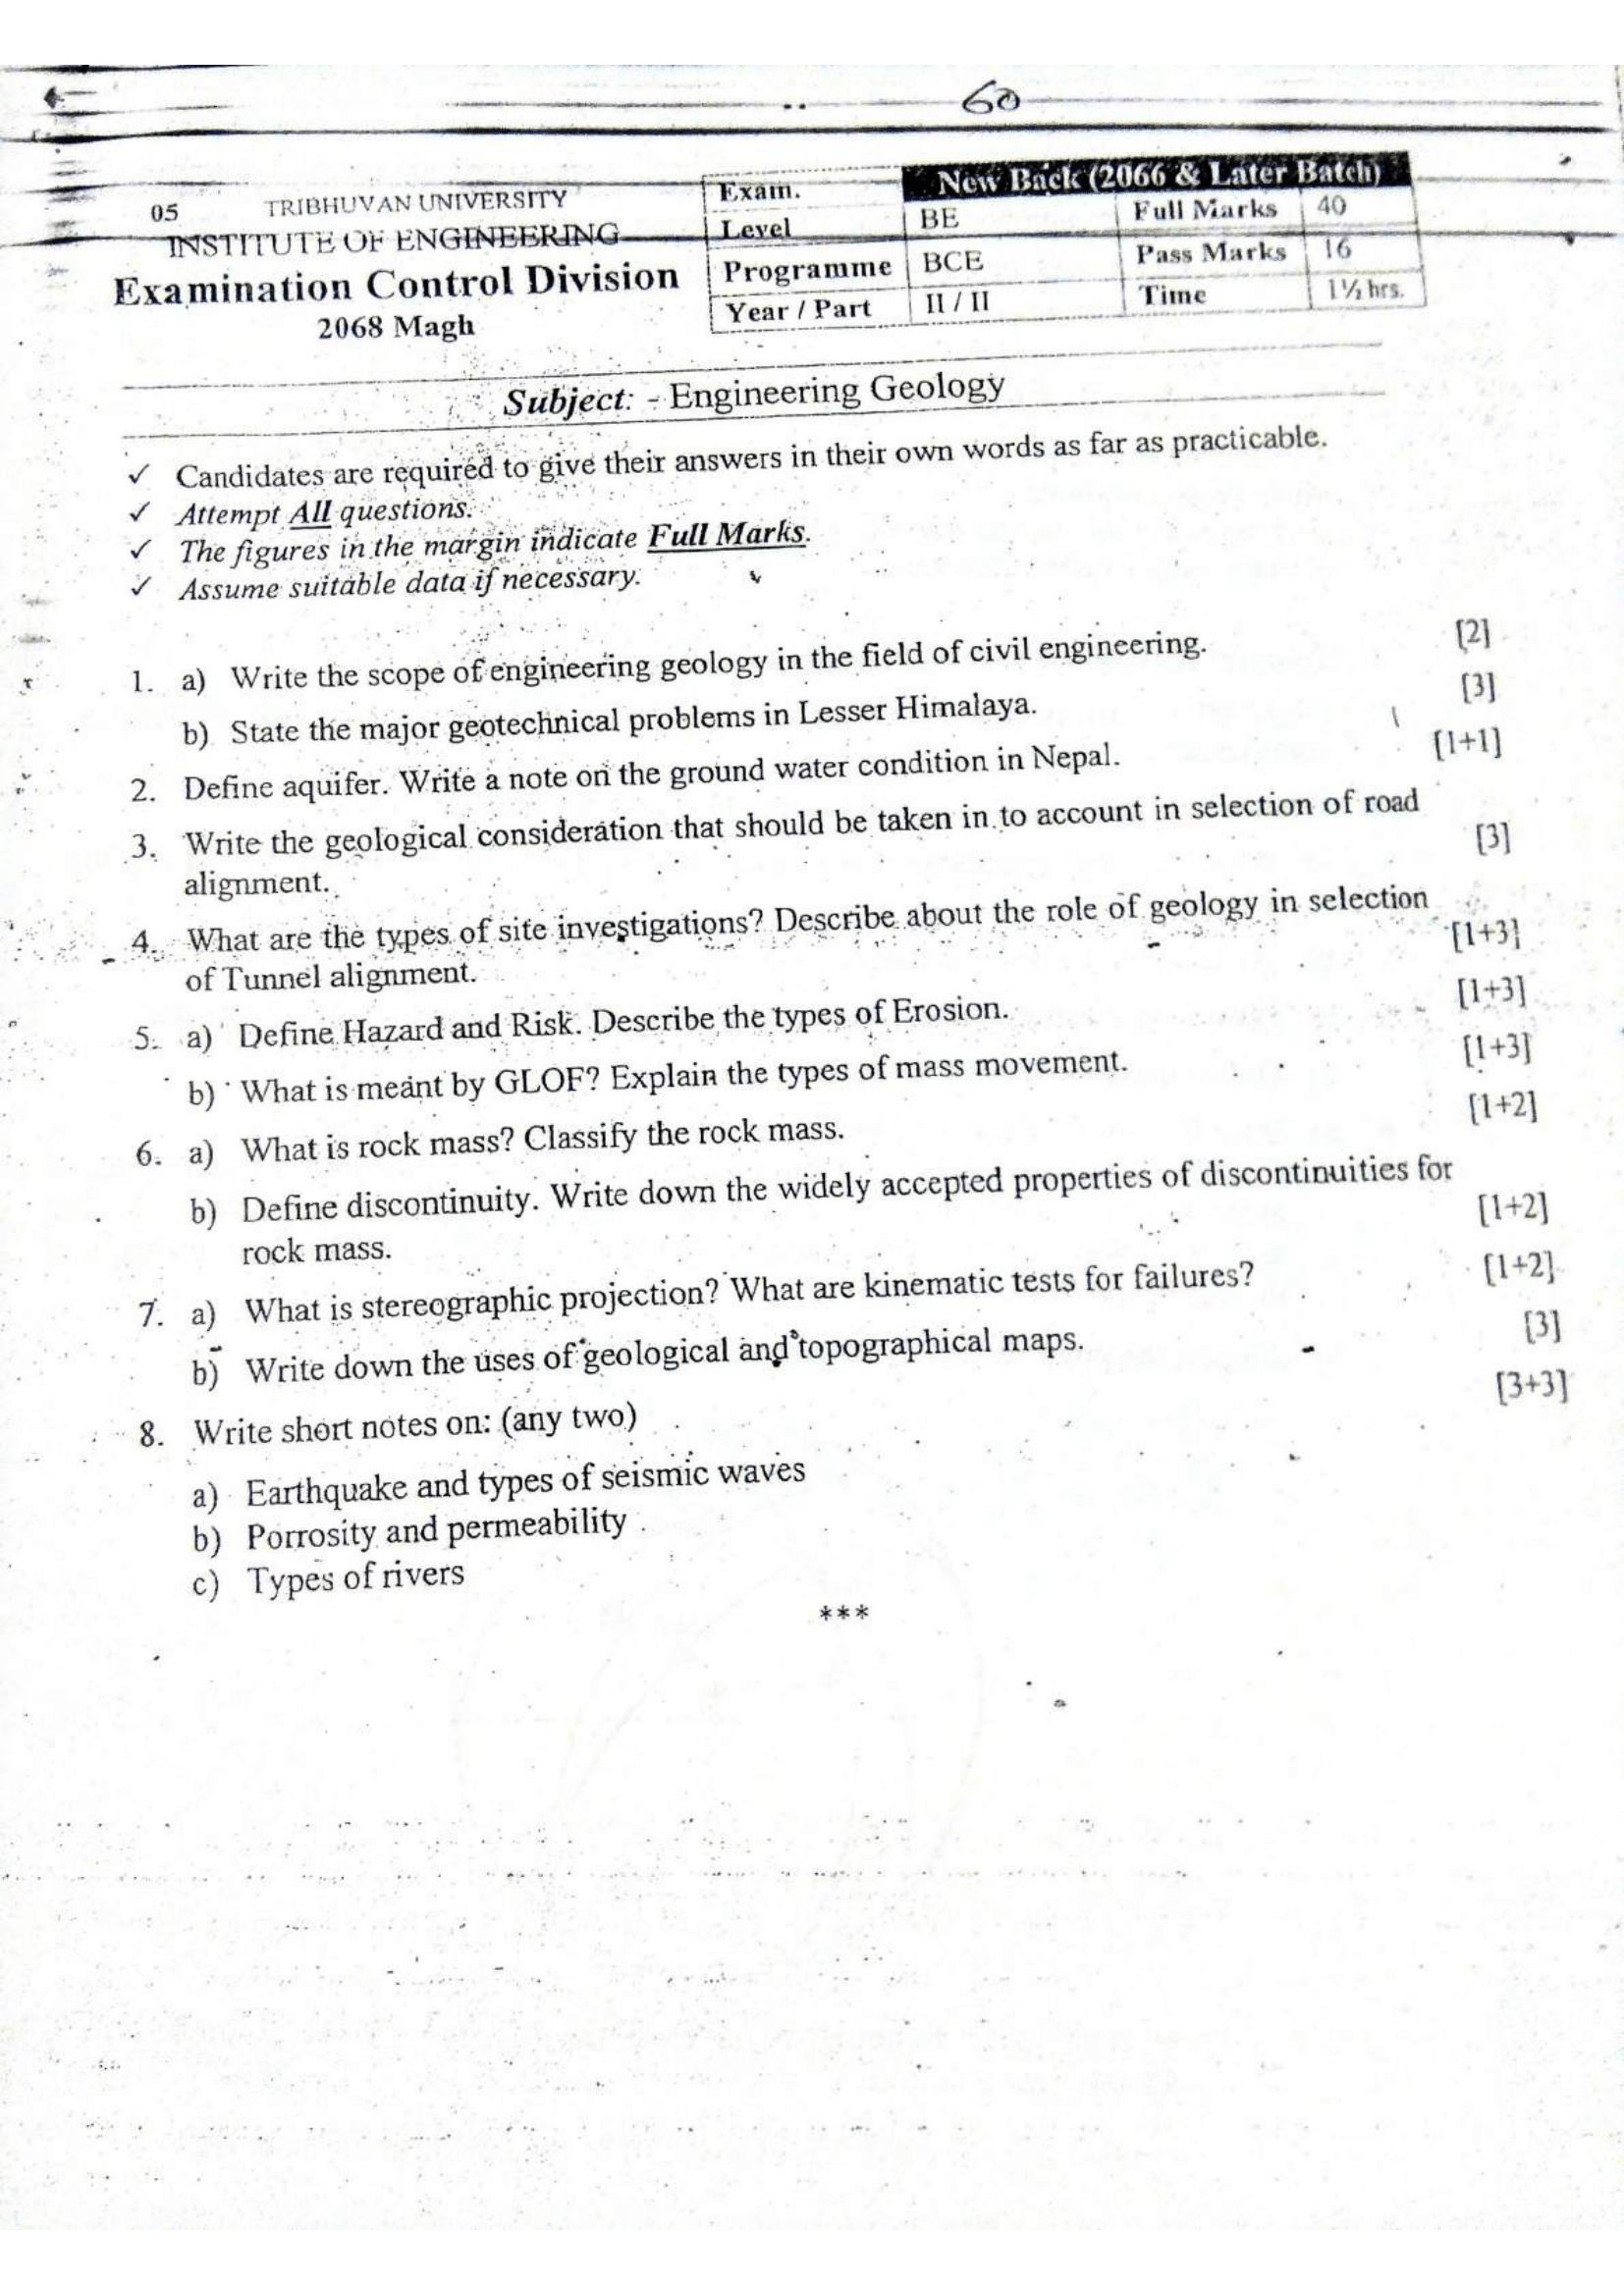 60
05 TRIBHUVAN UNIVERSITY
INSTITUTE OF ENGINEERING
Examination Control Division
2068 Magh
Exam. New Back (2066 & Later Batch)
Level BE Full Marks 40
Programme BCE Pass Marks 16
Year / Part II / II Time 1½ hrs.
Subject: - Engineering Geology
✓ Candidates are required to give their answers in their own words as far as practicable.
✓ Attempt All questions.
✓ The figures in the margin indicate Full Marks.
✓ Assume suitable data if necessary.
1. a) Write the scope of engineering geology in the field of civil engineering. [2]
b) State the major geotechnical problems in Lesser Himalaya. [3]
2. Define aquifer. Write a note on the ground water condition in Nepal. [1+1]
3. Write the geological consideration that should be taken in to account in selection of road
alignment. [3]
4. What are the types of site investigations? Describe about the role of geology in selection
of Tunnel alignment. [1+3]
5. a) Define Hazard and Risk. Describe the types of Erosion. [1+3]
b) What is meant by GLOF? Explain the types of mass movement. [1+3]
6. a) What is rock mass? Classify the rock mass. [1+2]
b) Define discontinuity. Write down the widely accepted properties of discontinuities for
rock mass. [1+2]
7. a) What is stereographic projection? What are kinematic tests for failures? [1+2]
b) Write down the uses of geological and topographical maps. [3]
8. Write short notes on: (any two) [3+3]
a) Earthquake and types of seismic waves
b) Porrosity and permeability
c) Types of rivers
***